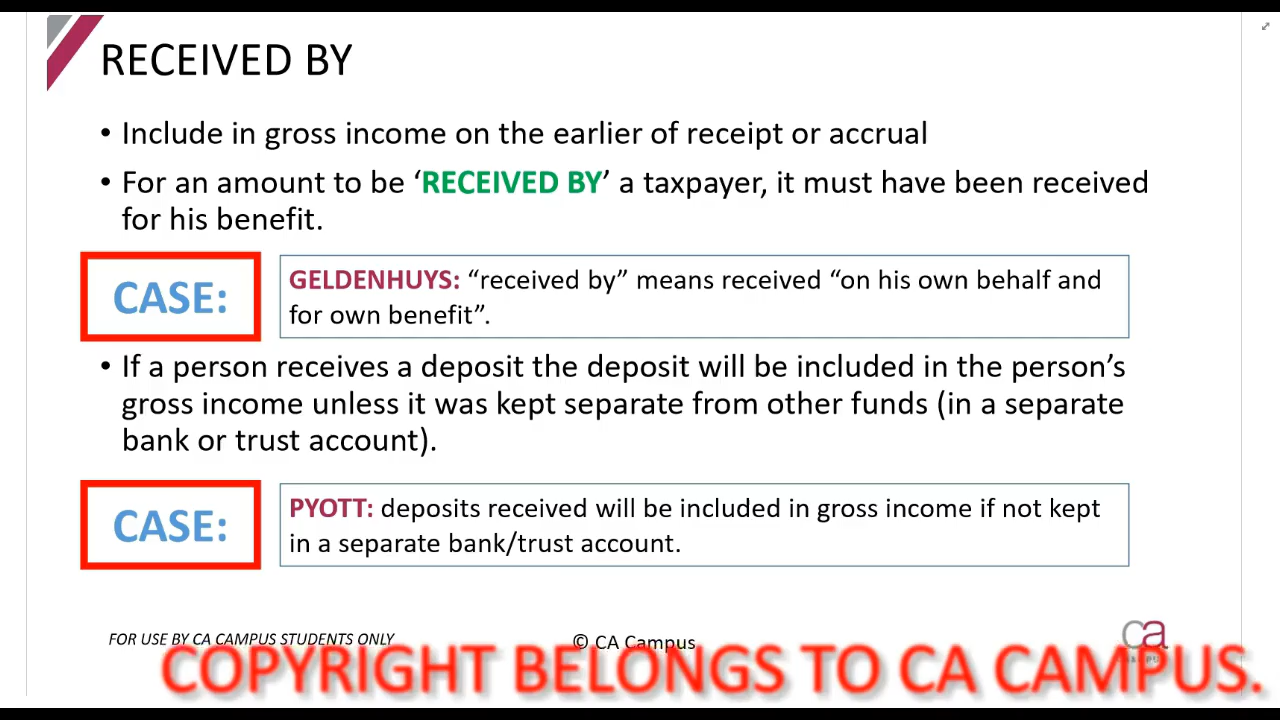 RECEIVED BY
• Include in gross income on the earlier of receipt or accrual
• For an amount to be ‘RECEIVED BY’ a taxpayer, it must have been received
for his benefit.
CASE:
GELDENHUYS: “received by” means received “on his own behalf and
for own benefit”.
• If a person receives a deposit the deposit will be included in the person’s
gross income unless it was kept separate from other funds (in a separate
bank or trust account).
CASE:
PYOTT: deposits received will be included in gross income if not kept
in a separate bank/trust account.
FOR USE BY CA CAMPUS STUDENTS ONLY
© CA Campus
ca
COPYRIGHT BELONGS TO CA CAMPUS.